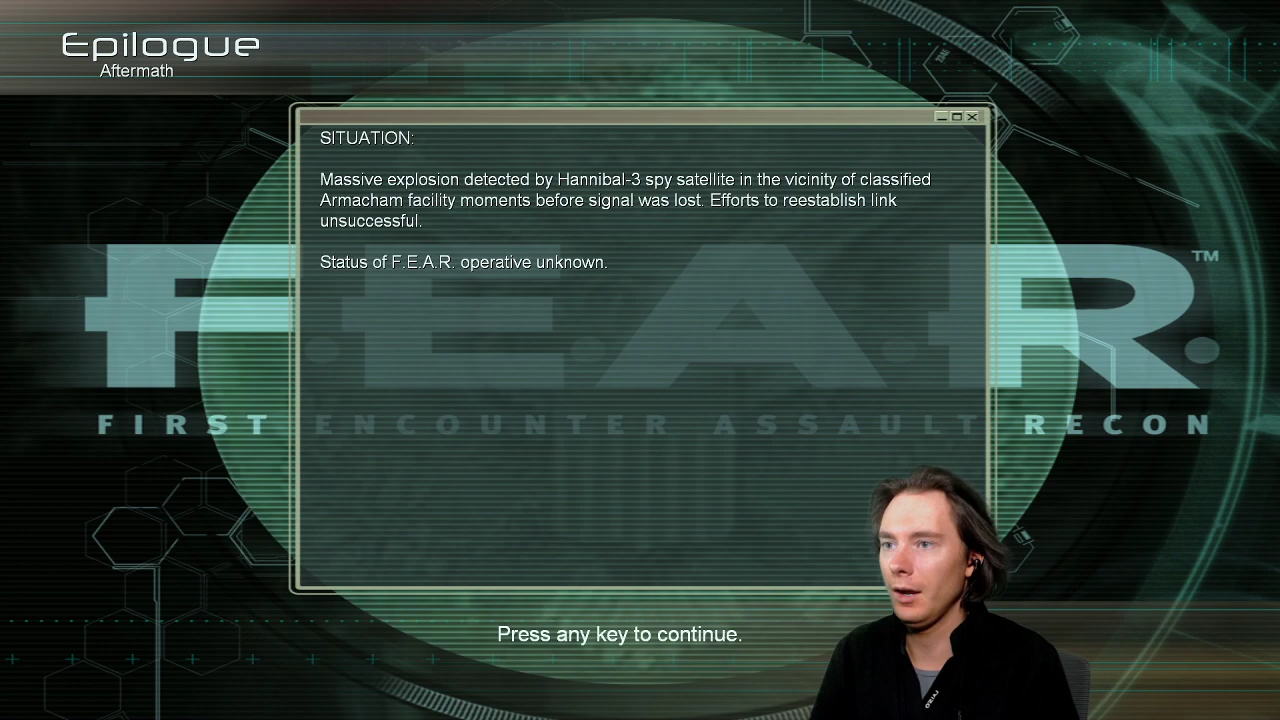 Epilogue
Aftermath
SITUATION:
Massive explosion detected by Hannibal-3 spy satellite in the vicinity of classified
Armacham facility moments before signal was lost. Efforts to reestablish link
unsuccessful.
Status of F.E.A.R. operative unknown.
F.E.A.R.™
FIRST ENCOUNTER ASSAULT RECON
Press any key to continue.